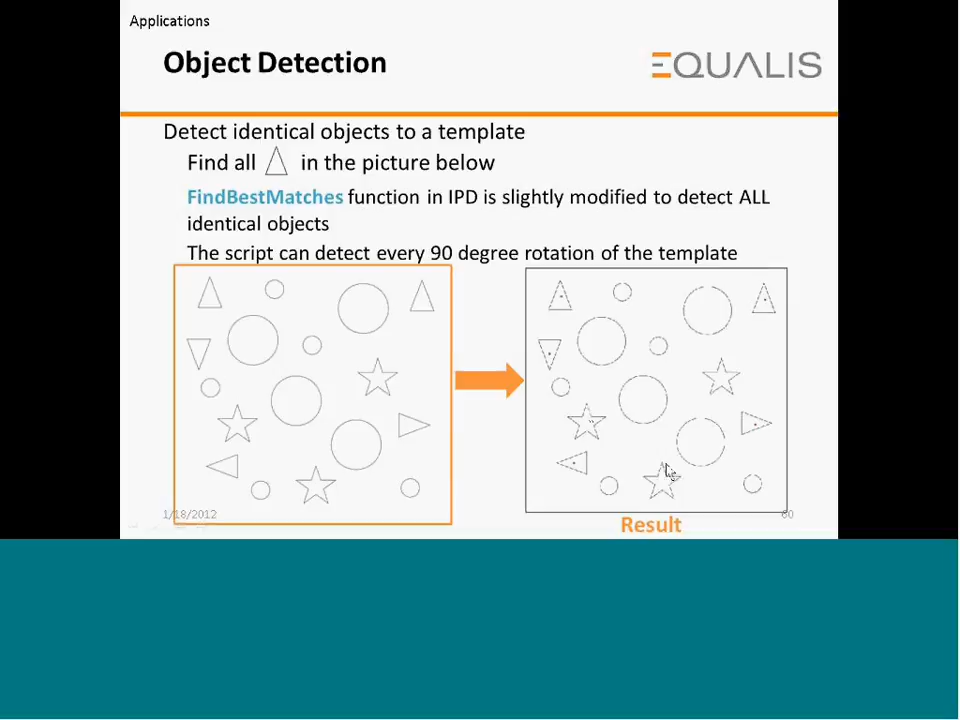 Applications
Object Detection
EQUALIS
Detect identical objects to a template
Find all in the picture below
FindBestMatches function in IPD is slightly modified to detect ALL
identical objects
The script can detect every 90 degree rotation of the template
1/18/2012
60
Result